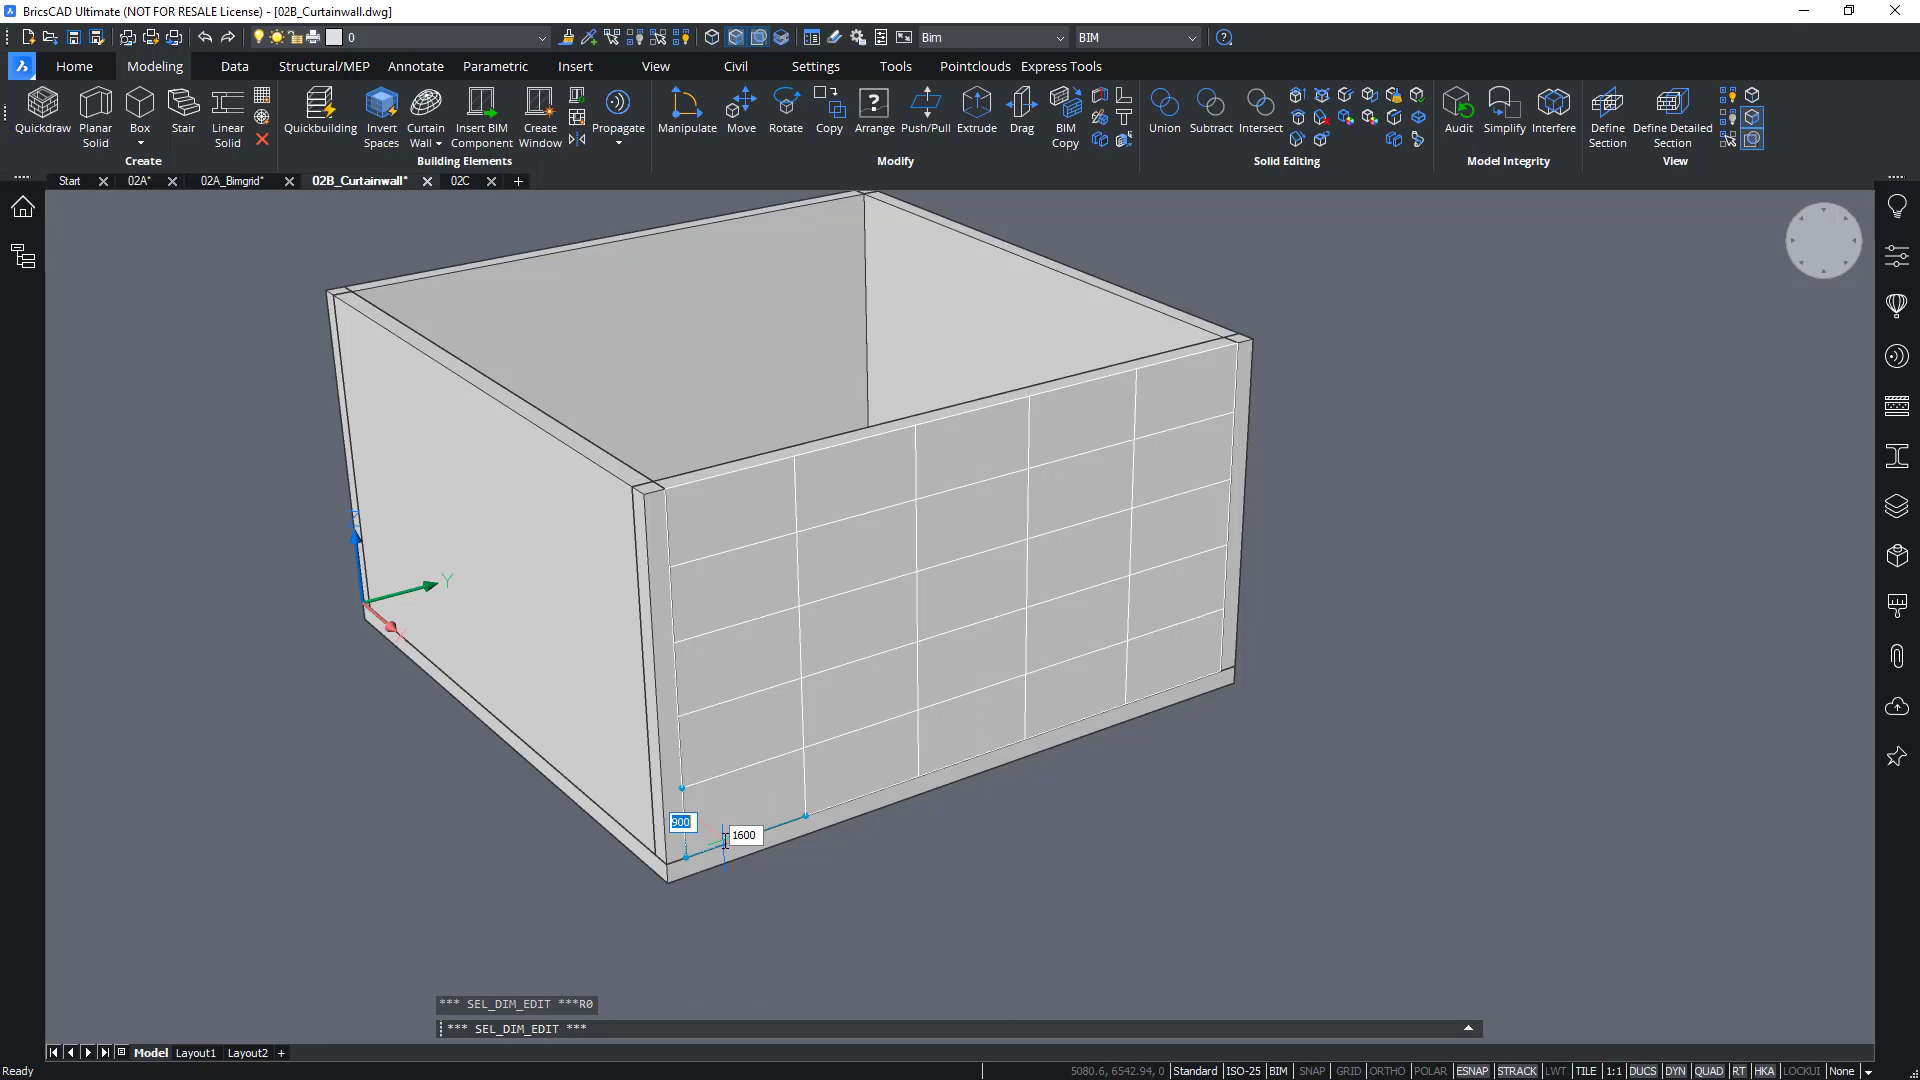 BricsCAD Ultimate (NOT FOR RESALE License) - [02B_Curtainwall.dwg]
0
Bim
BIM
Home
Modeling
Data
Structural/MEP
Annotate
Parametric
Insert
View
Civil
Settings
Tools
Pointclouds
Express Tools
Quickdraw
Planar Solid
Box
Stair
Linear Solid
Quickbuilding
Invert Spaces
Curtain Wall
Insert BIM Component
Create Window
Propagate
Manipulate
Move
Rotate
Copy
Arrange
Push/Pull
Extrude
Drag
BIM Copy
Union
Subtract
Intersect
Audit
Simplify
Interfere
Define Section
Define Detailed Section
Create
Building Elements
Modify
Solid Editing
Model Integrity
View
Start
02A*
02A_Bimgrid*
02B_Curtainwall*
02C
Z
Y
X
900
1600
*** SEL_DIM_EDIT ***R0
*** SEL_DIM_EDIT ***
Model
Layout1
Layout2
Ready
5080.6, 6542.94, 0
Standard
ISO-25
BIM
SNAP
GRID
ORTHO
POLAR
ESNAP
STRACK
LWT
TILE
1:1
DUCS
DYN
QUAD
RT
HKA
LOCKUI
None